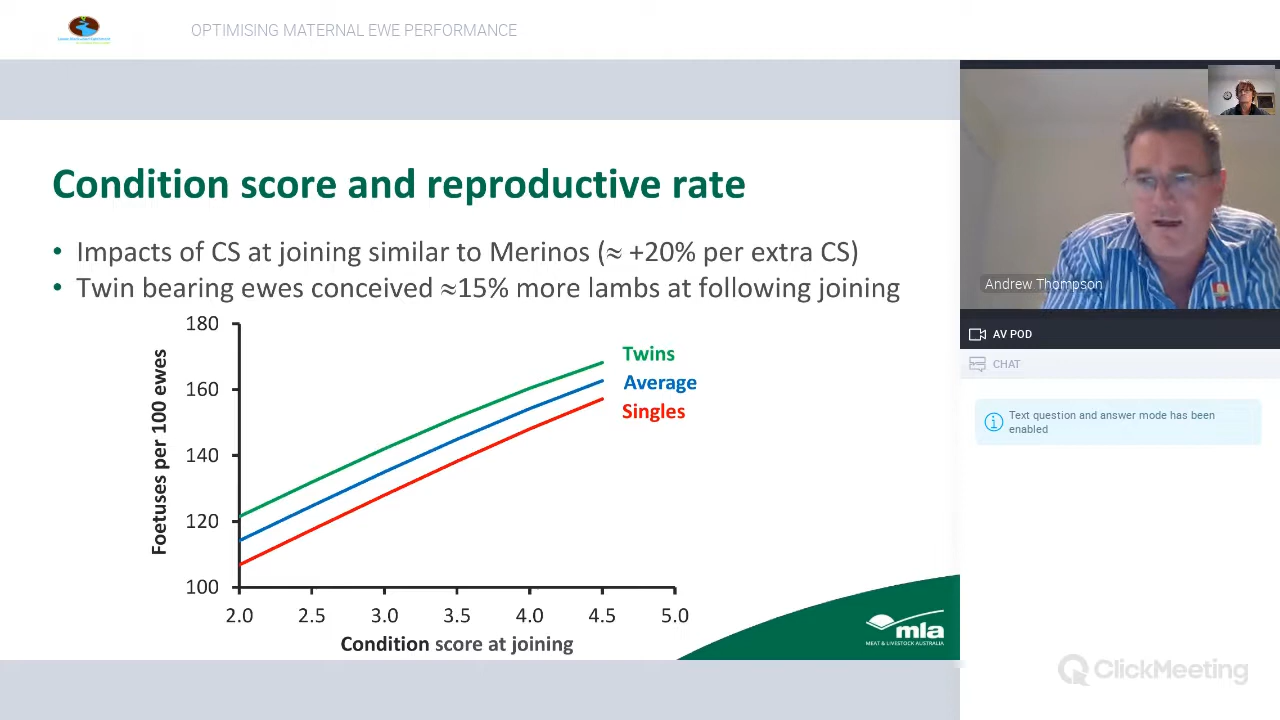 OPTIMISING MATERNAL EWE PERFORMANCE
Condition score and reproductive rate
• Impacts of CS at joining similar to Merinos (≈ +20% per extra CS)
• Twin bearing ewes conceived ≈15% more lambs at following joining
Foetuses per 100 ewes
180
160
140
120
100
2.0 2.5 3.0 3.5 4.0 4.5 5.0
Condition score at joining
Twins
Average
Singles
mla
MEAT & LIVESTOCK AUSTRALIA
Andrew Thompson
AV POD
CHAT
Text question and answer mode has been
enabled
ClickMeeting